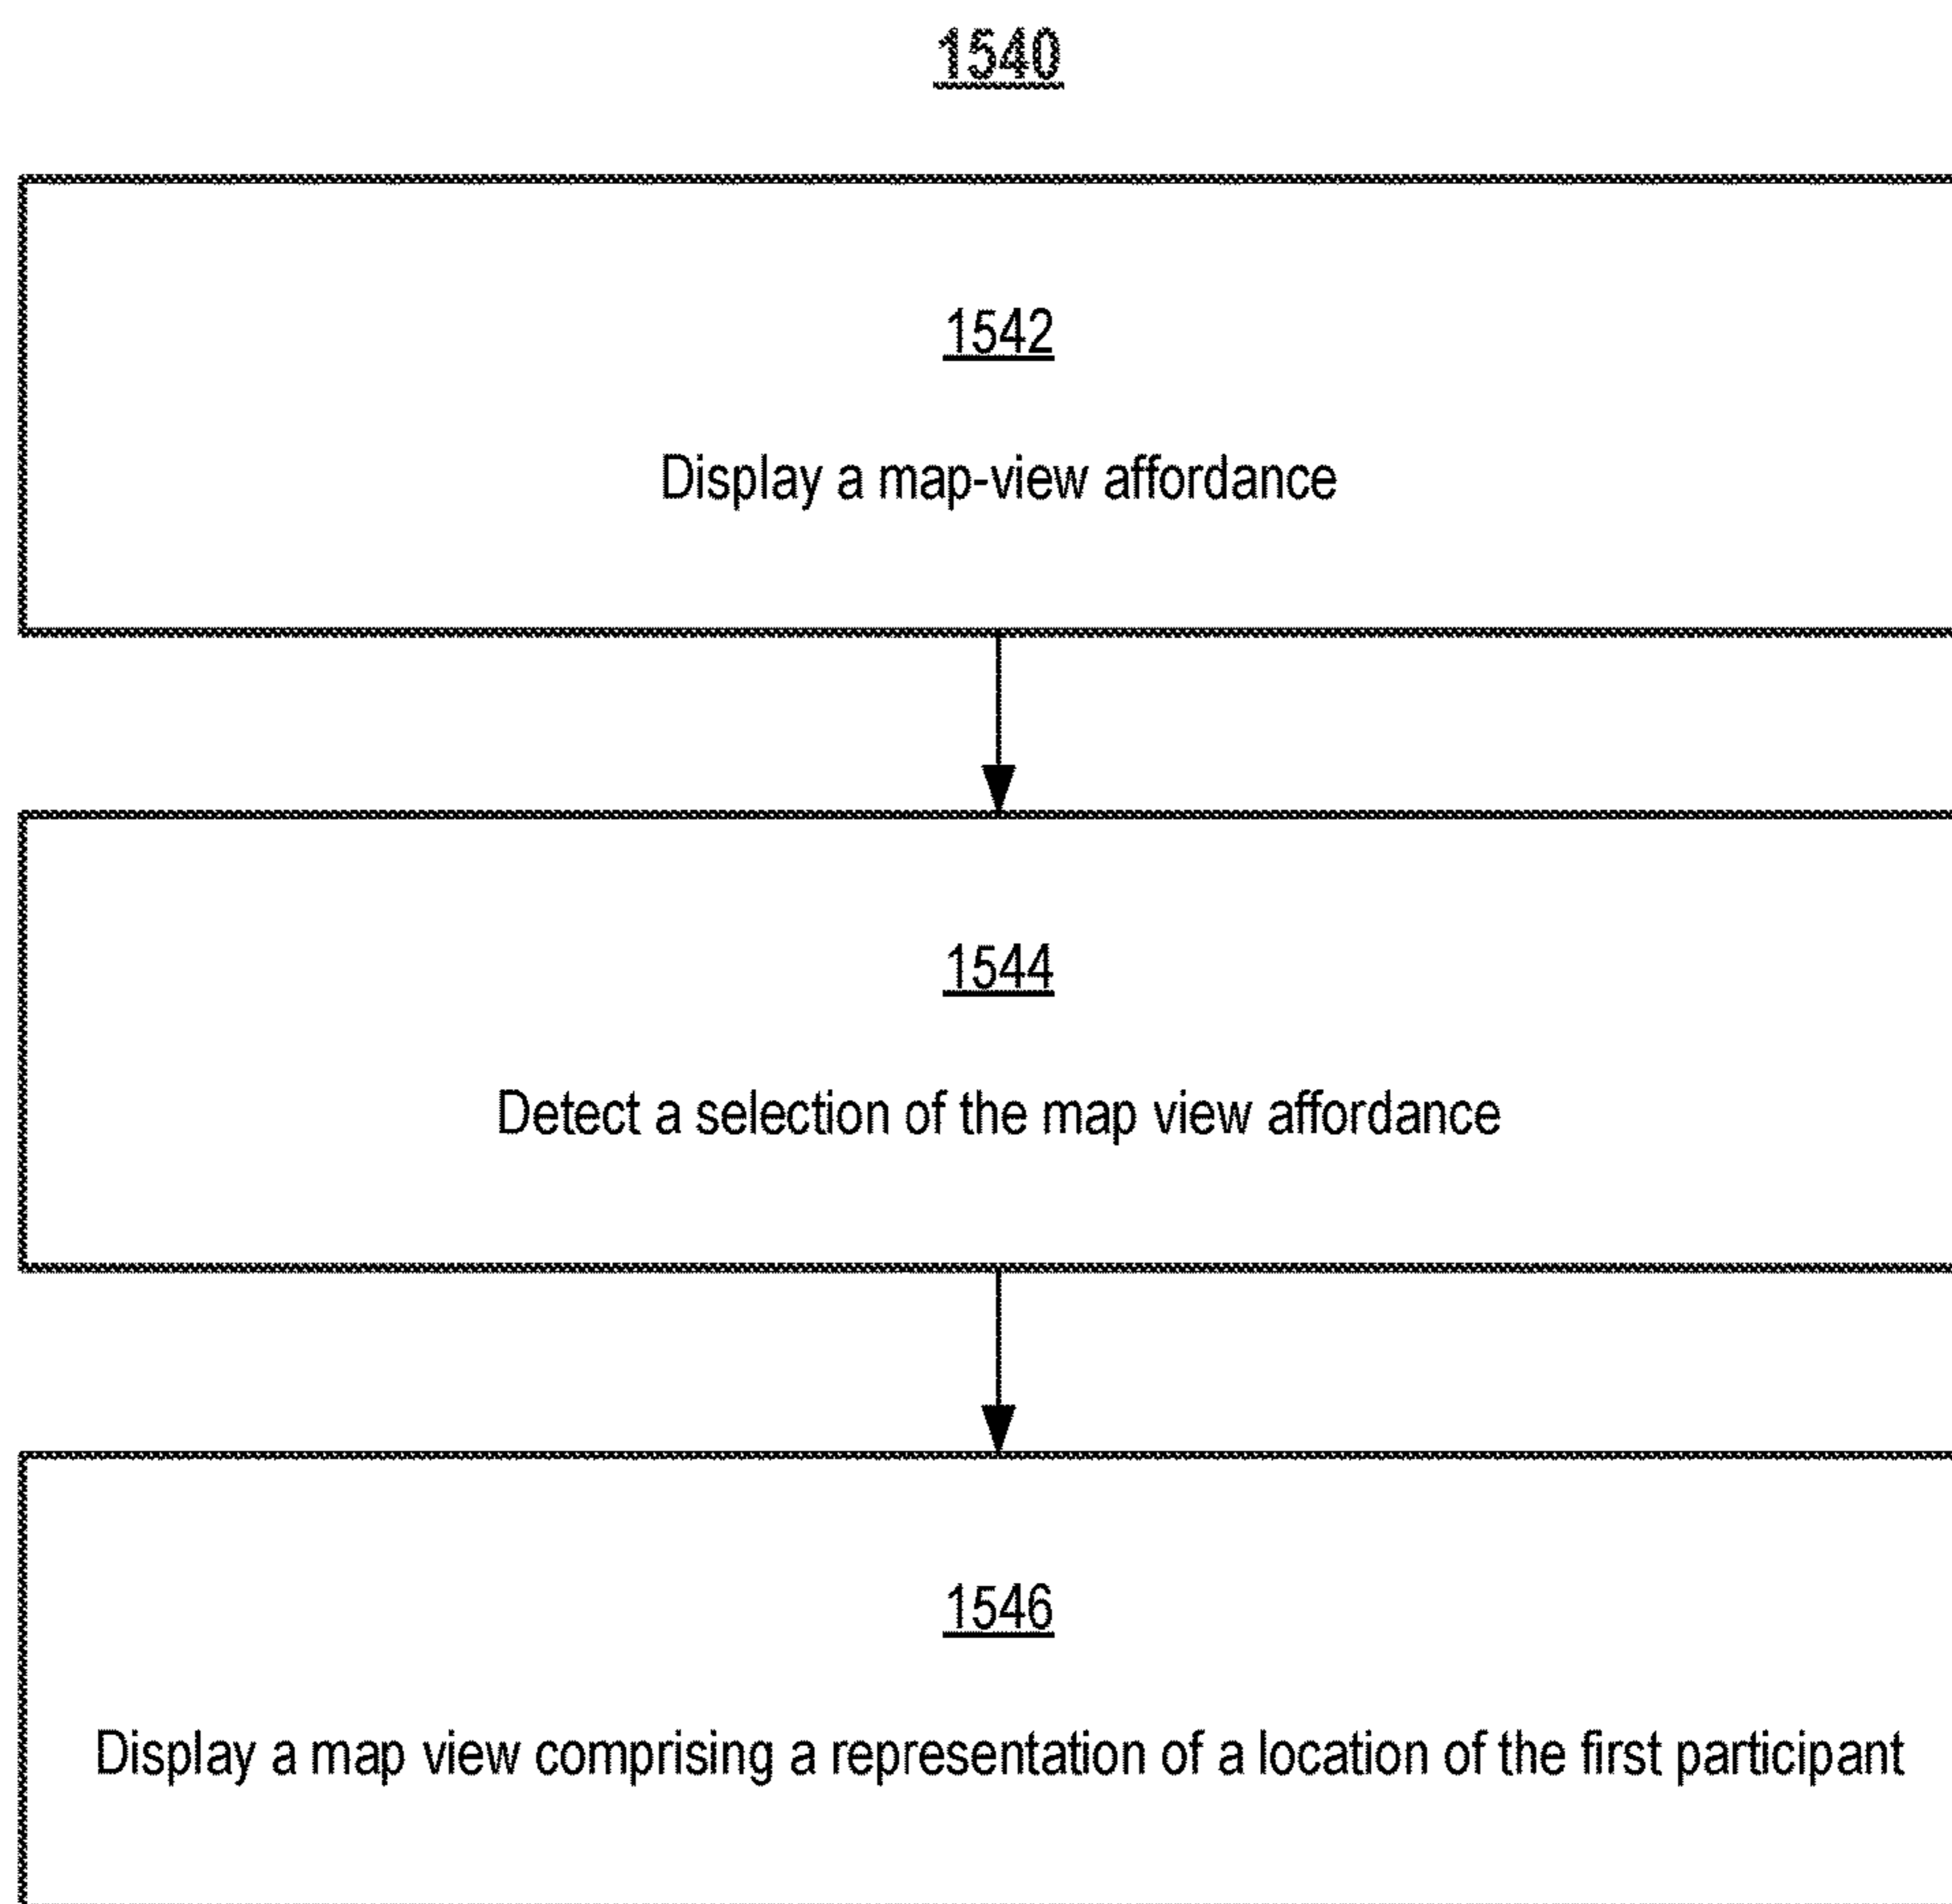 1540
1542
Display a map-view affordance
1544
Detect a selection of the map view affordance
1546
Display a map view comprising a representation of a location of the first participant